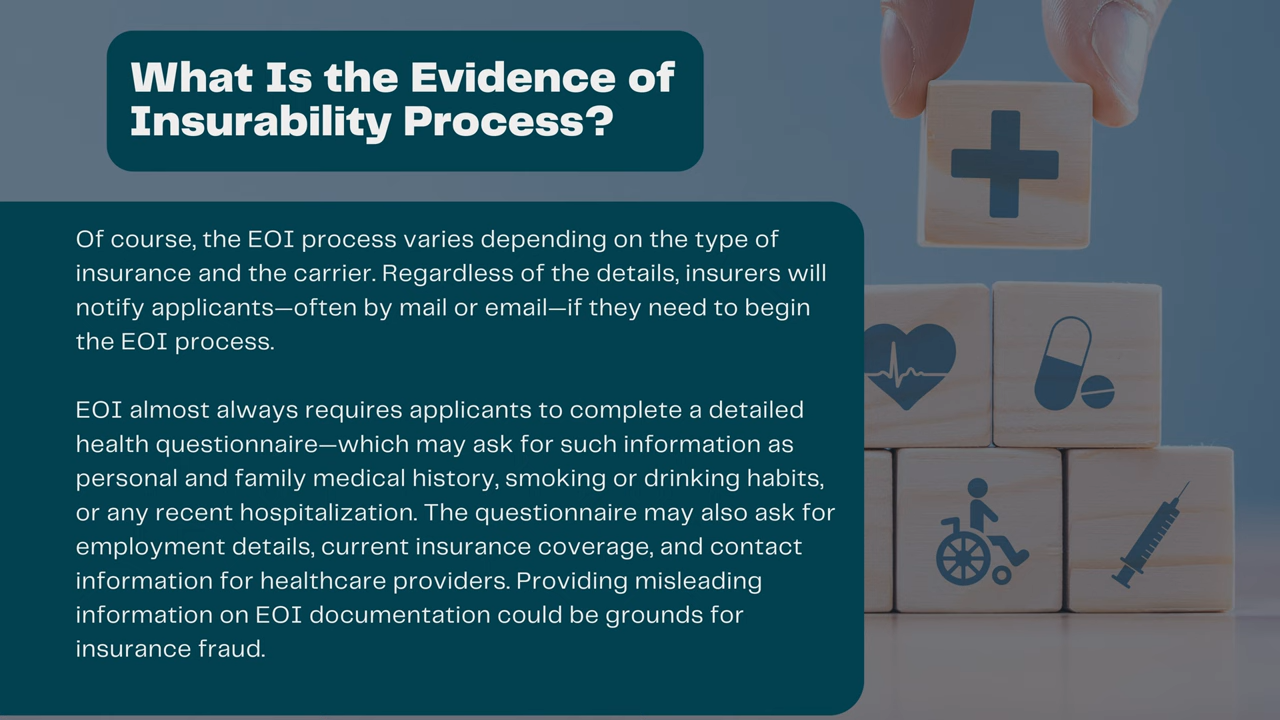 What Is the Evidence of
Insurability Process?
Of course, the EOI process varies depending on the type of
insurance and the carrier. Regardless of the details, insurers will
notify applicants—often by mail or email—if they need to begin
the EOI process.
EOI almost always requires applicants to complete a detailed
health questionnaire—which may ask for such information as
personal and family medical history, smoking or drinking habits,
or any recent hospitalization. The questionnaire may also ask for
employment details, current insurance coverage, and contact
information for healthcare providers. Providing misleading
information on EOI documentation could be grounds for
insurance fraud.